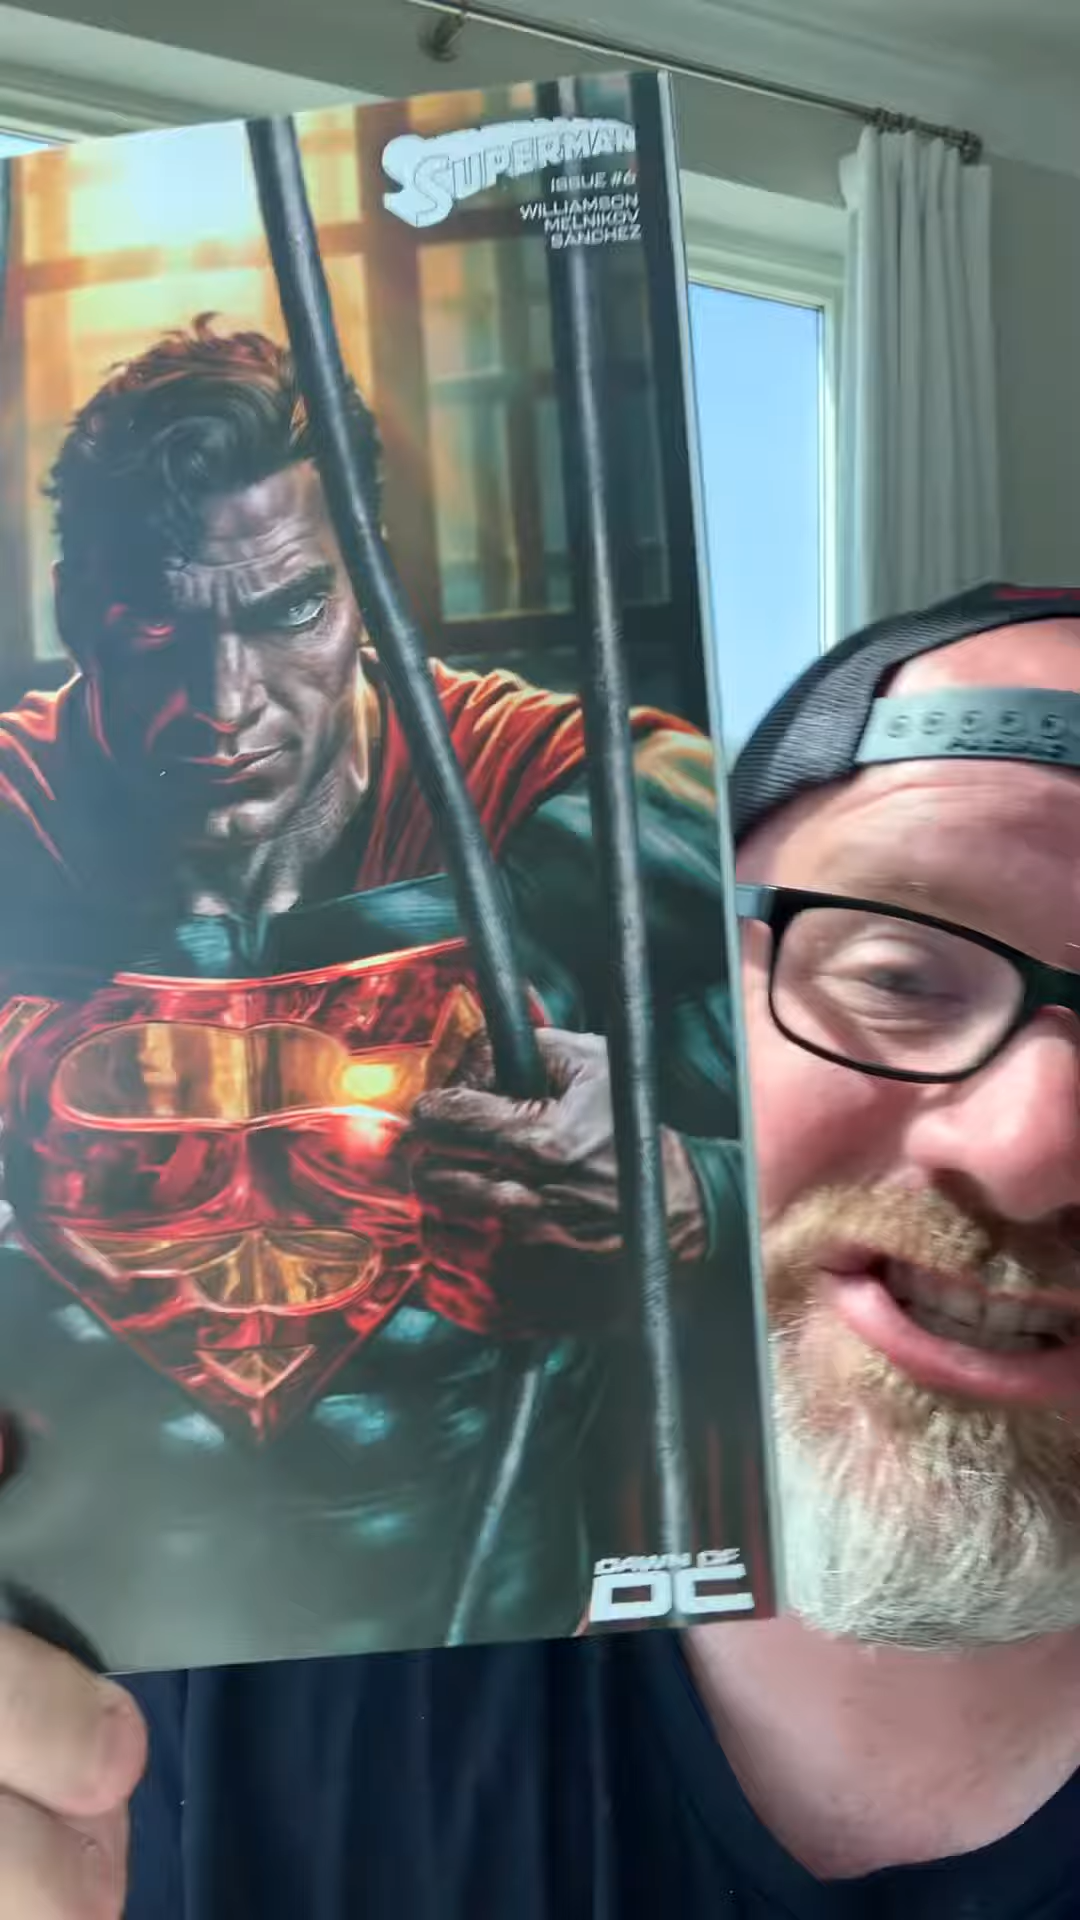 SUPERMAN
ISSUE #6
WILLIAMSON
MELNIKOV
SANCHEZ
DAWN OF
DC